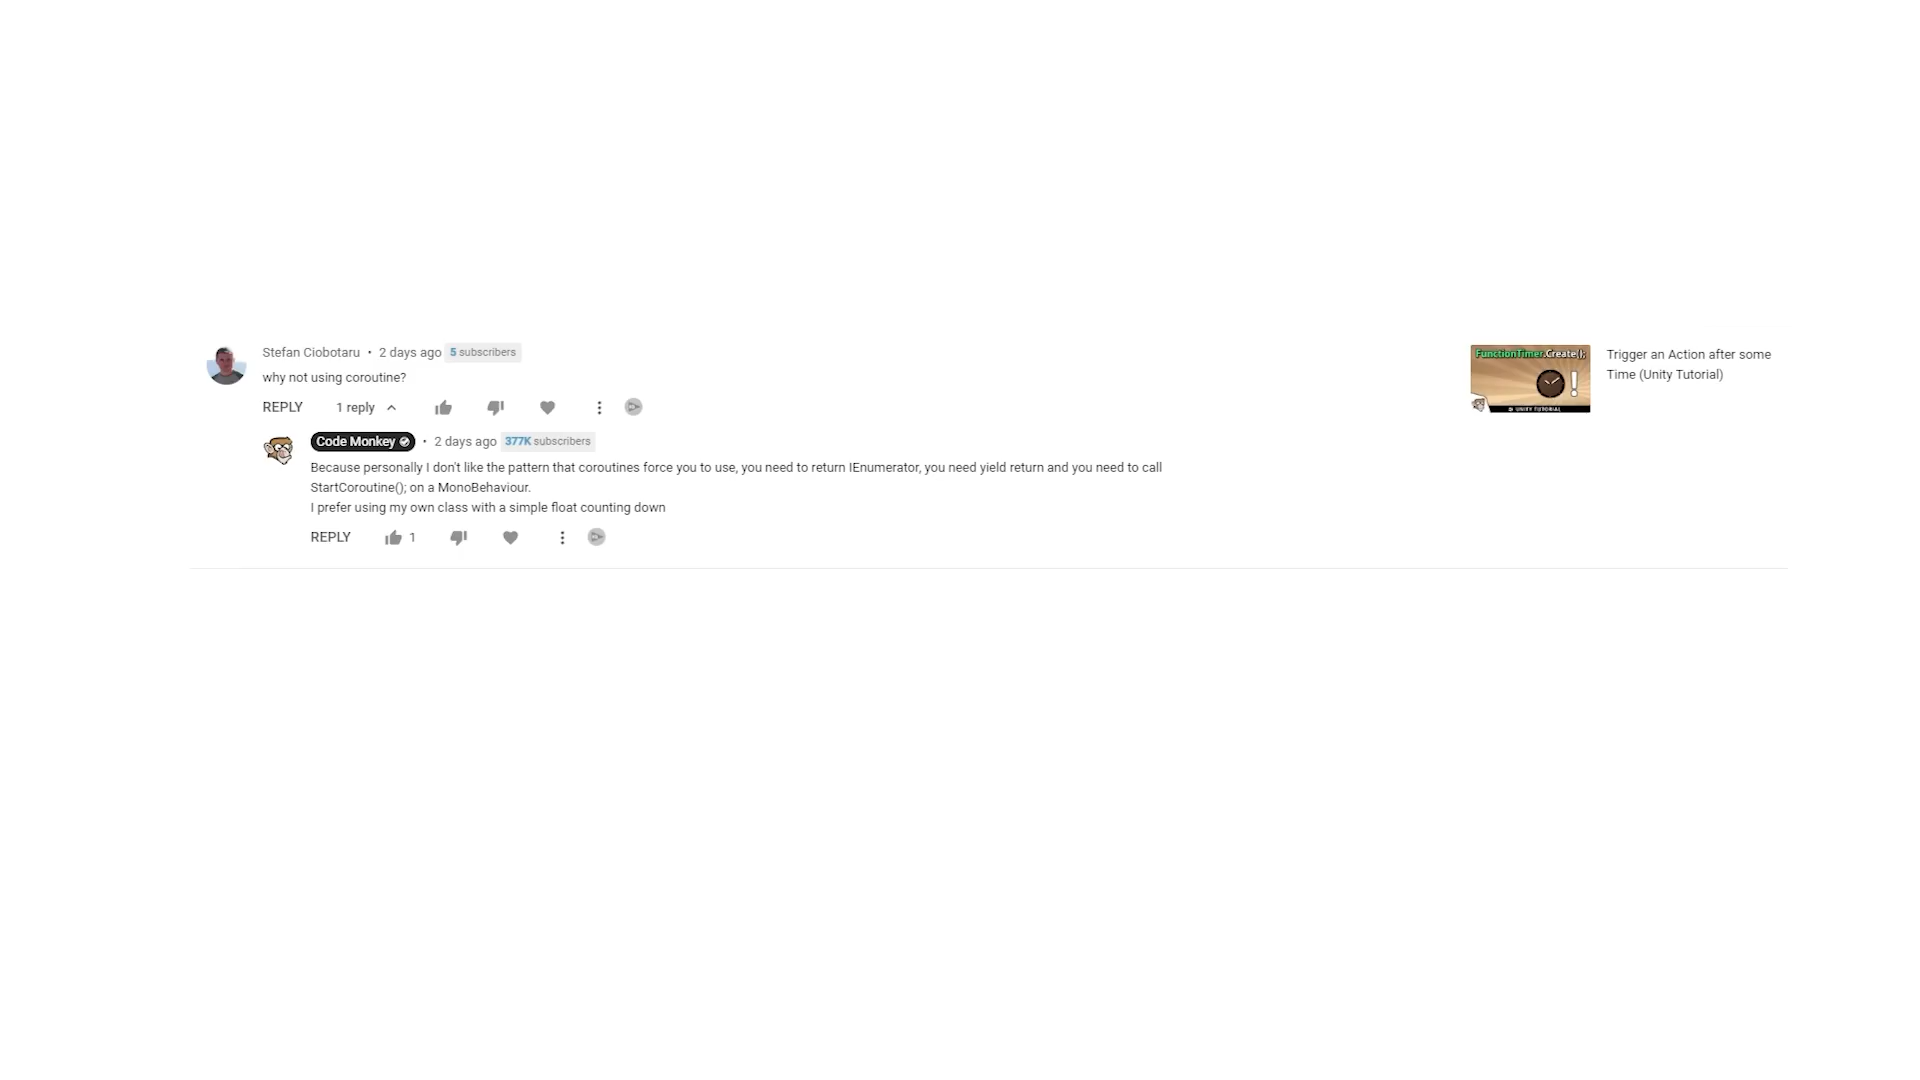 Stefan Ciobotaru • 2 days ago 5 subscribers
why not using coroutine?
REPLY 1 reply
Code Monkey • 2 days ago 377K subscribers
Because personally I don't like the pattern that coroutines force you to use, you need to return IEnumerator, you need yield return and you need to call
StartCoroutine(); on a MonoBehaviour.
I prefer using my own class with a simple float counting down
REPLY 1
FunctionTimer.Create();
UNITY TUTORIAL
Trigger an Action after some
Time (Unity Tutorial)